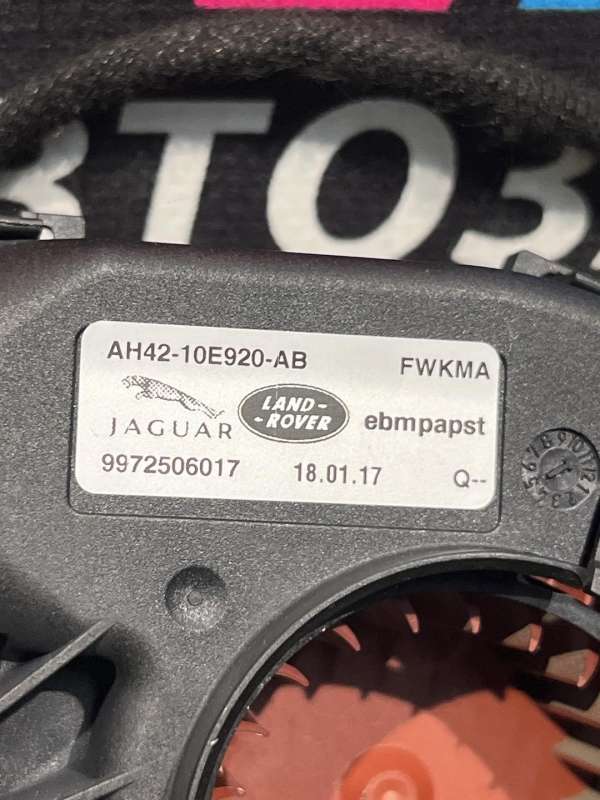 ВТОЗ
AH42-10E920-AB FWKMA
JAGUAR LAND-
-ROVER ebmpapst
9972506017 18.01.17 Q--